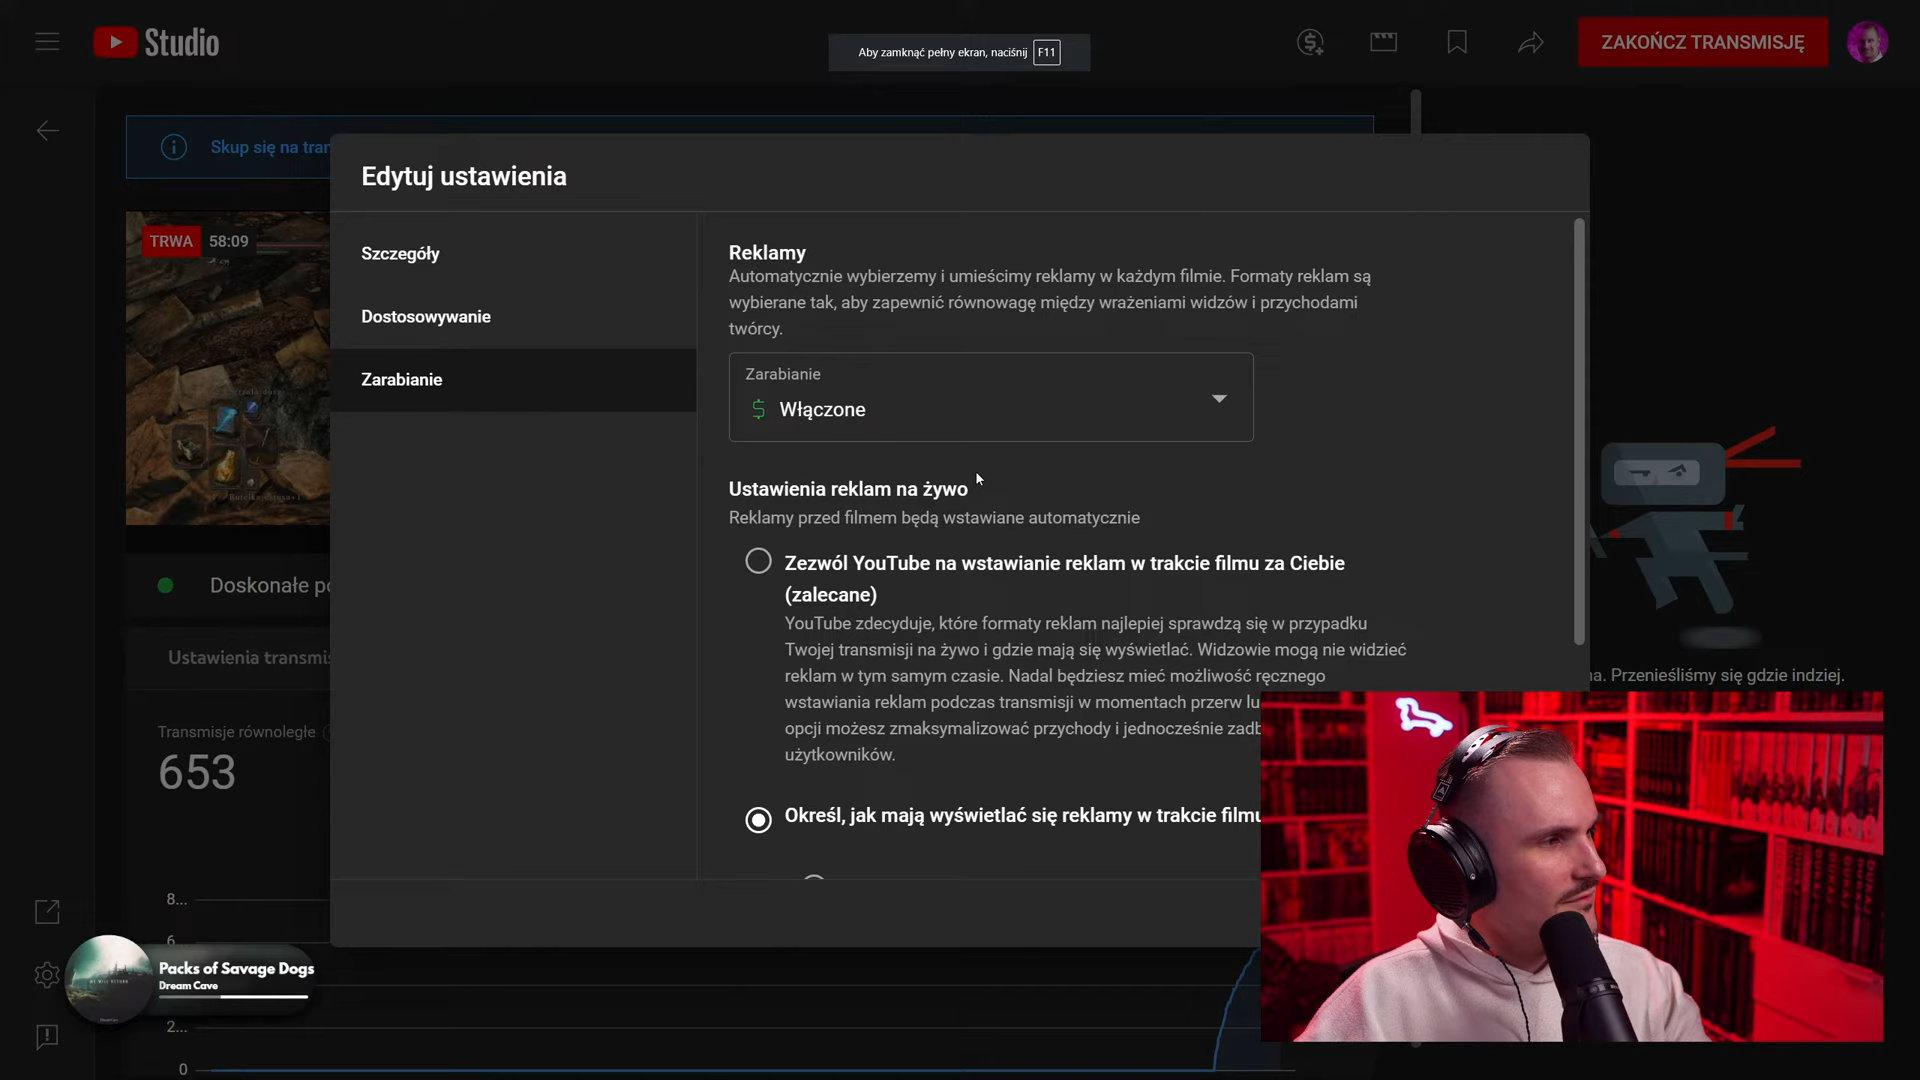 Studio
Aby zamknąć pełny ekran, naciśnij F11
ZAKOŃCZ TRANSMISJĘ
Skup się na tran
Edytuj ustawienia
TRWA 58:09
Szczegóły
Dostosowywanie
Zarabianie
Reklamy
Automatycznie wybierzemy i umieścimy reklamy w każdym filmie. Formaty reklam są
wybierane tak, aby zapewnić równowagę między wrażeniami widzów i przychodami
twórcy.
Zarabianie
Włączone
Ustawienia reklam na żywo
Reklamy przed filmem będą wstawiane automatycznie
Zezwól YouTube na wstawianie reklam w trakcie filmu za Ciebie
(zalecane)
YouTube zdecyduje, które formaty reklam najlepiej sprawdzą się w przypadku
Twojej transmisji na żywo i gdzie mają się wyświetlać. Widzowie mogą nie widzieć
reklam w tym samym czasie. Nadal będziesz mieć możliwość ręcznego
wstawiania reklam podczas transmisji w momentach przerw lu
opcji możesz zmaksymalizować przychody i jednocześnie zadb
użytkowników.
Określ, jak mają wyświetlać się reklamy w trakcie filmu
Doskonałe po
Ustawienia transmis
Transmisje równoległe
653
8...
6
2...
0
na. Przenieśliśmy się gdzie indziej.
Packs of Savage Dogs
Dream Cave